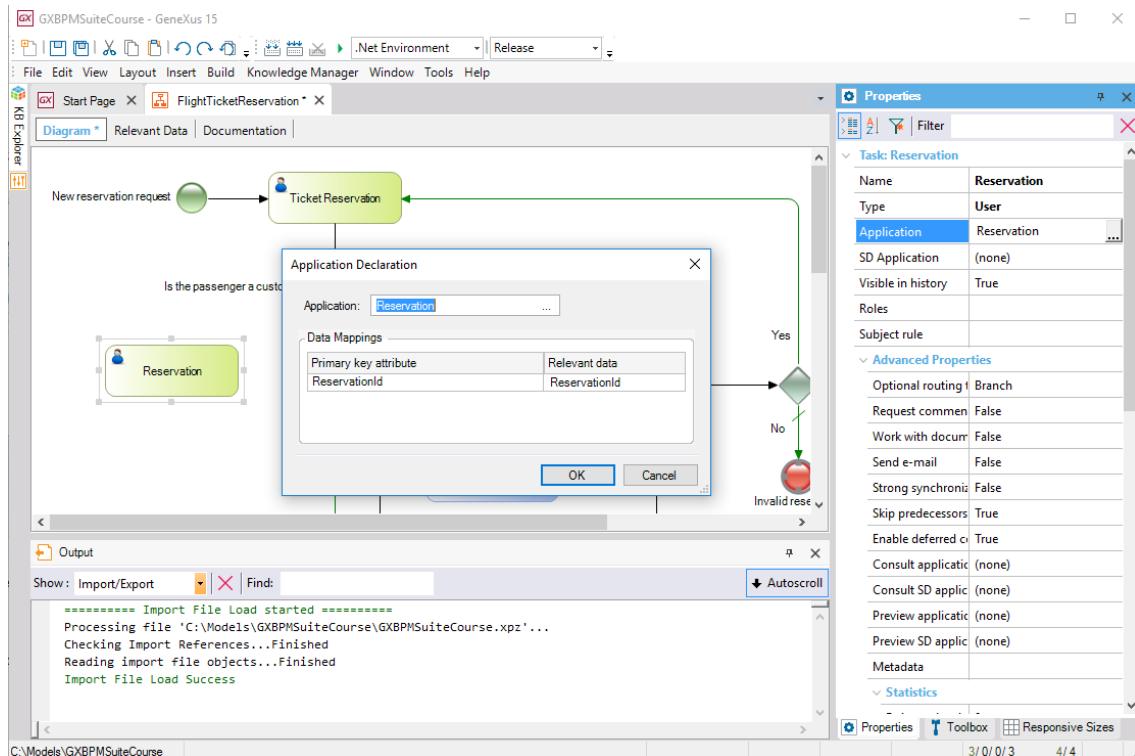 GXBPMSuiteCourse - GeneXus 15
.Net Environment Release
File Edit View Layout Insert Build Knowledge Manager Window Tools Help
KB Explorer
Start Page FlightTicketReservation *
Diagram * Relevant Data Documentation
New reservation request
Ticket Reservation
Is the passenger a custo
Reservation
Yes
No
Invalid rese
Application Declaration
Application: Reservation ...
Data Mappings
Primary key attribute Relevant data
ReservationId ReservationId
OK Cancel
Output
Show: Import/Export Find: Autoscroll
========== Import File Load started ==========
Processing file 'C:\Models\GXBPMSuiteCourse\GXBPMSuiteCourse.xpz'...
Checking Import References...Finished
Reading import file objects...Finished
Import File Load Success
Properties
Filter
Task: Reservation
Name Reservation
Type User
Application Reservation ...
SD Application (none)
Visible in history True
Roles
Subject rule
Advanced Properties
Optional routing t Branch
Request commen False
Work with docum False
Send e-mail False
Strong synchroniz False
Skip predecessors True
Enable deferred c True
Consult applicatic (none)
Consult SD applic (none)
Preview applicatic (none)
Preview SD applic (none)
Metadata
Statistics
Properties Toolbox Responsive Sizes
C:\Models\GXBPMSuiteCourse 3/0/0/3 4/4